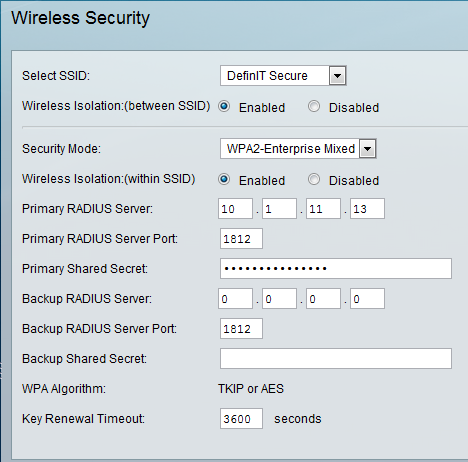 Wireless Security
Select SSID: DefinIT Secure
Wireless Isolation:(between SSID) Enabled Disabled
Security Mode: WPA2-Enterprise Mixed
Wireless Isolation:(within SSID) Enabled Disabled
Primary RADIUS Server: 10 . 1 . 11 . 13
Primary RADIUS Server Port: 1812
Primary Shared Secret: •••••••••••••••
Backup RADIUS Server: 0 . 0 . 0 . 0
Backup RADIUS Server Port: 1812
Backup Shared Secret:
WPA Algorithm: TKIP or AES
Key Renewal Timeout: 3600 seconds